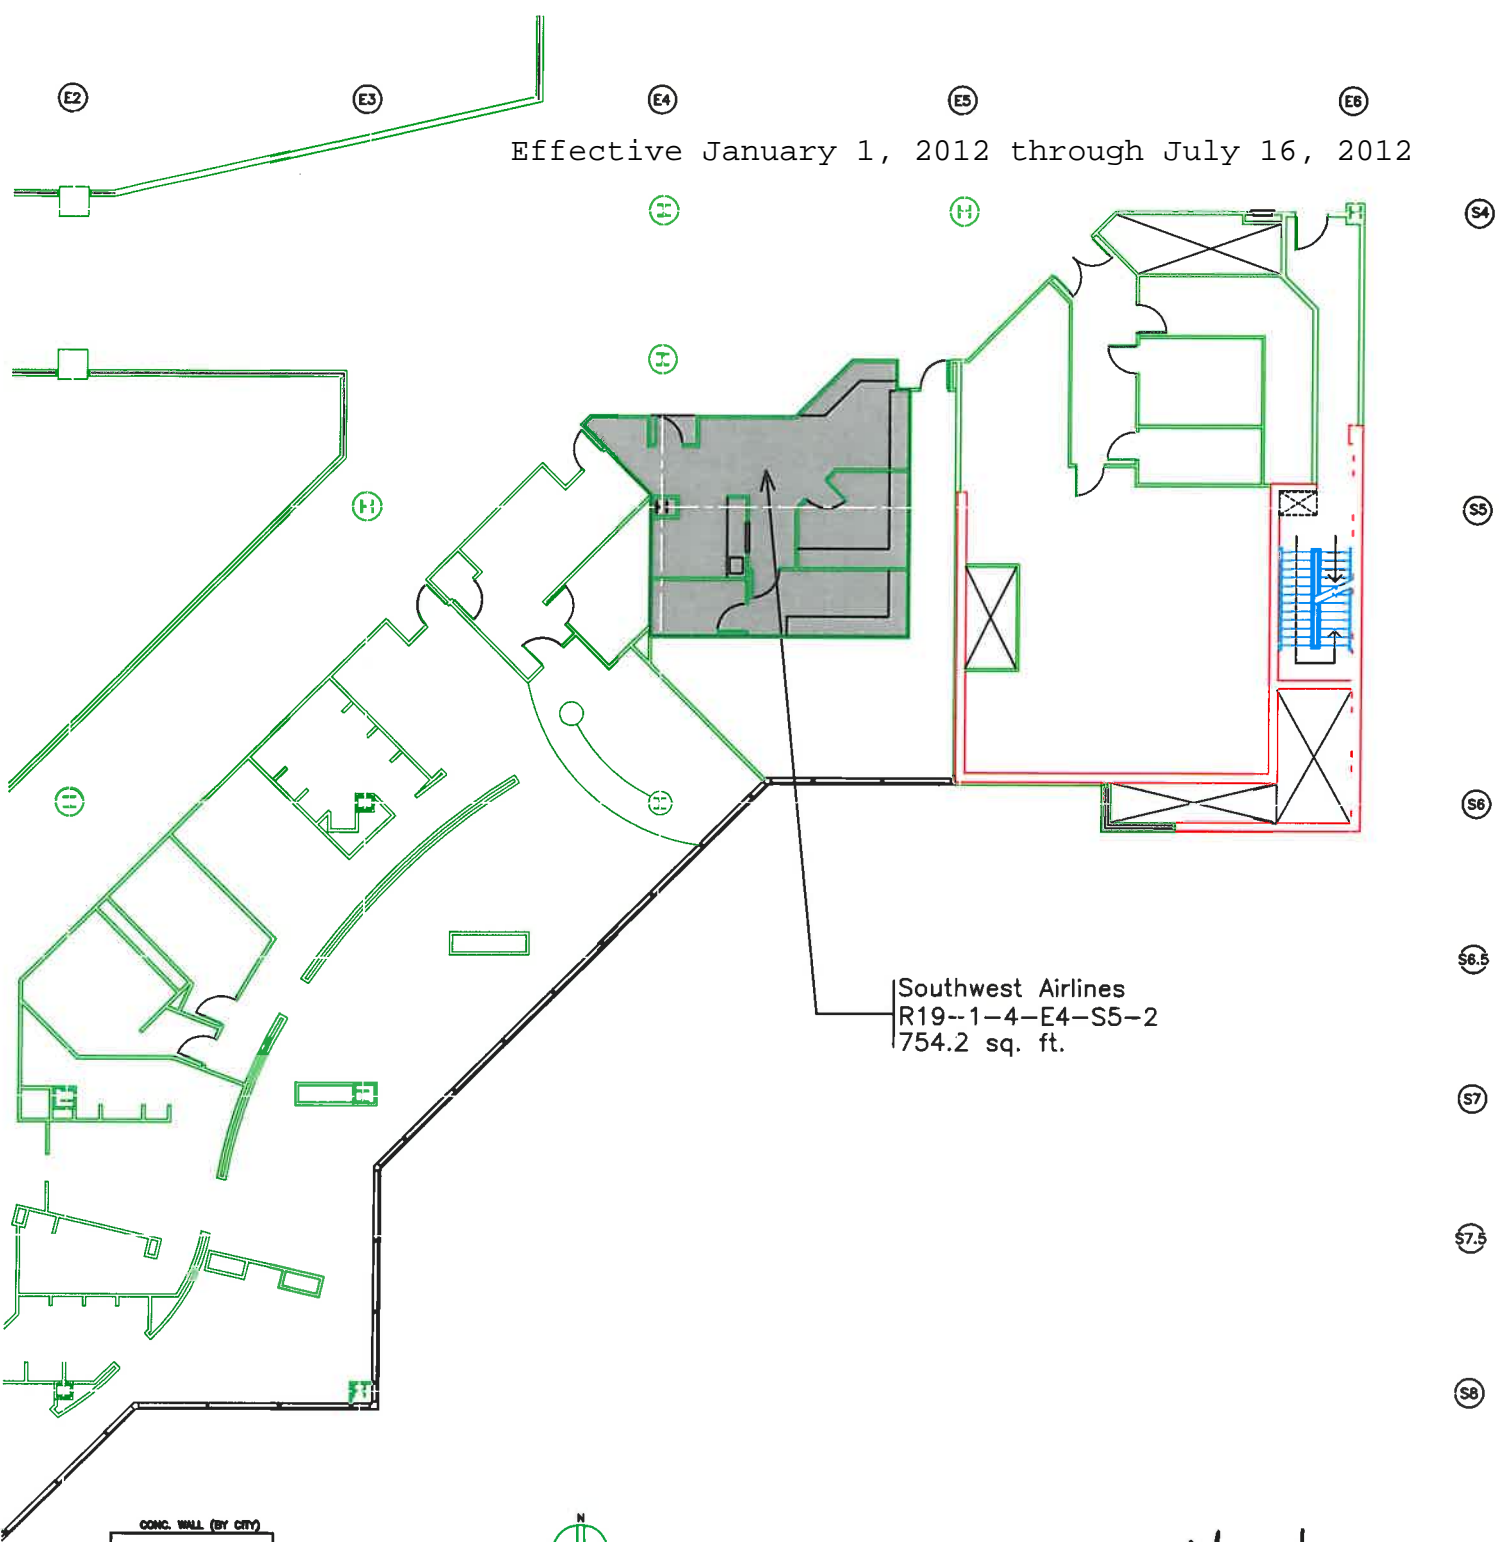 E2 E3 E4 E5 E6
Effective January 1, 2012 through July 16, 2012
S4
S5
S6
S6.5
Southwest Airlines
R19--1-4-E4-S5-2
754.2 sq. ft.
S7
S7.5
S8
CONC. WALL (BY CITY)
N